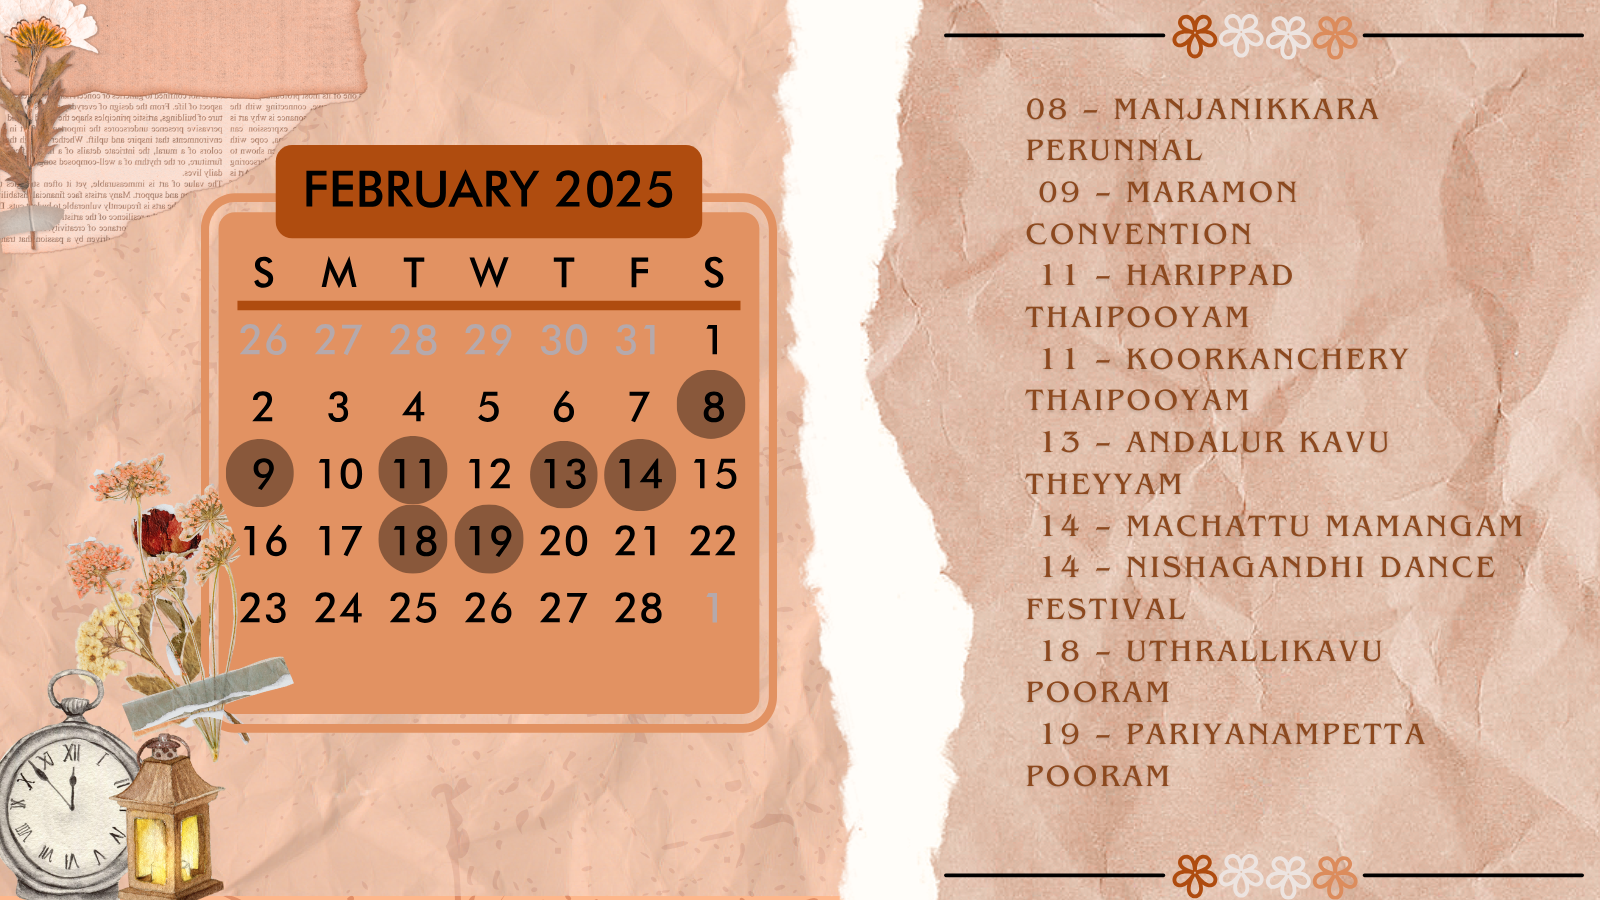 FEBRUARY 2025
S M T W T F S
26 27 28 29 30 31 1
2 3 4 5 6 7 8
9 10 11 12 13 14 15
16 17 18 19 20 21 22
23 24 25 26 27 28 1
08 – MANJANIKKARA
PERUNNAL
09 – MARAMON
CONVENTION
11 – HARIPPAD
THAIPOOYAM
11 – KOORKANCHERY
THAIPOOYAM
13 – ANDALUR KAVU
THEYYAM
14 – MACHATTU MAMANGAM
14 – NISHAGANDHI DANCE
FESTIVAL
18 – UTHRALLIKAVU
POORAM
19 – PARIYANAMPETTA
POORAM